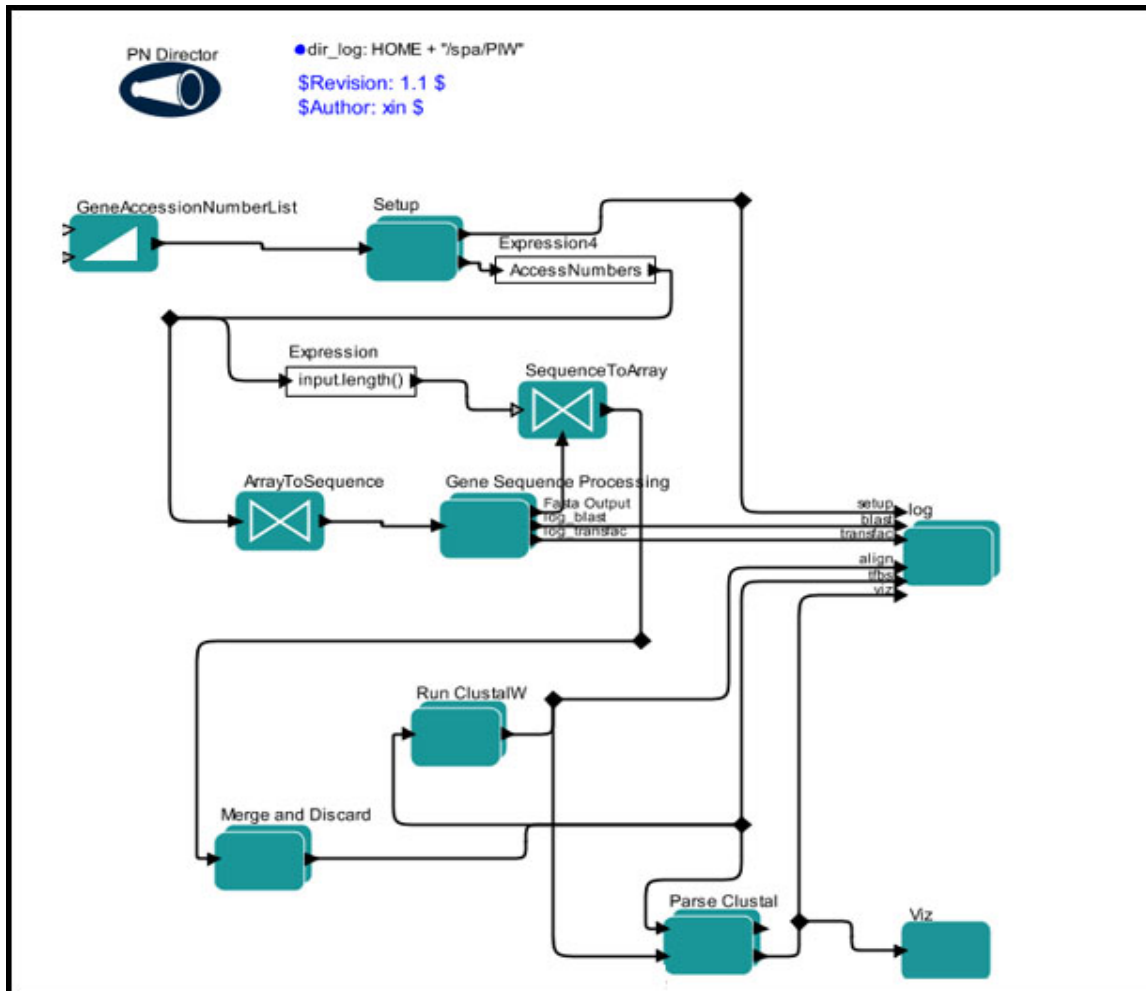 PN Director
dir_log: HOME + "/spa/PIW"
$Revision: 1.1 $
$Author: xin $
GeneAccessionNumberList
Setup
Expression4
AccessNumbers
Expression
input.length()
SequenceToArray
ArrayToSequence
Gene Sequence Processing
Fasta Output
log_blast
log_transfac
setup
log
blast
transfac
align
tfbs
viz
Run ClustalW
Merge and Discard
Parse Clustal
Viz